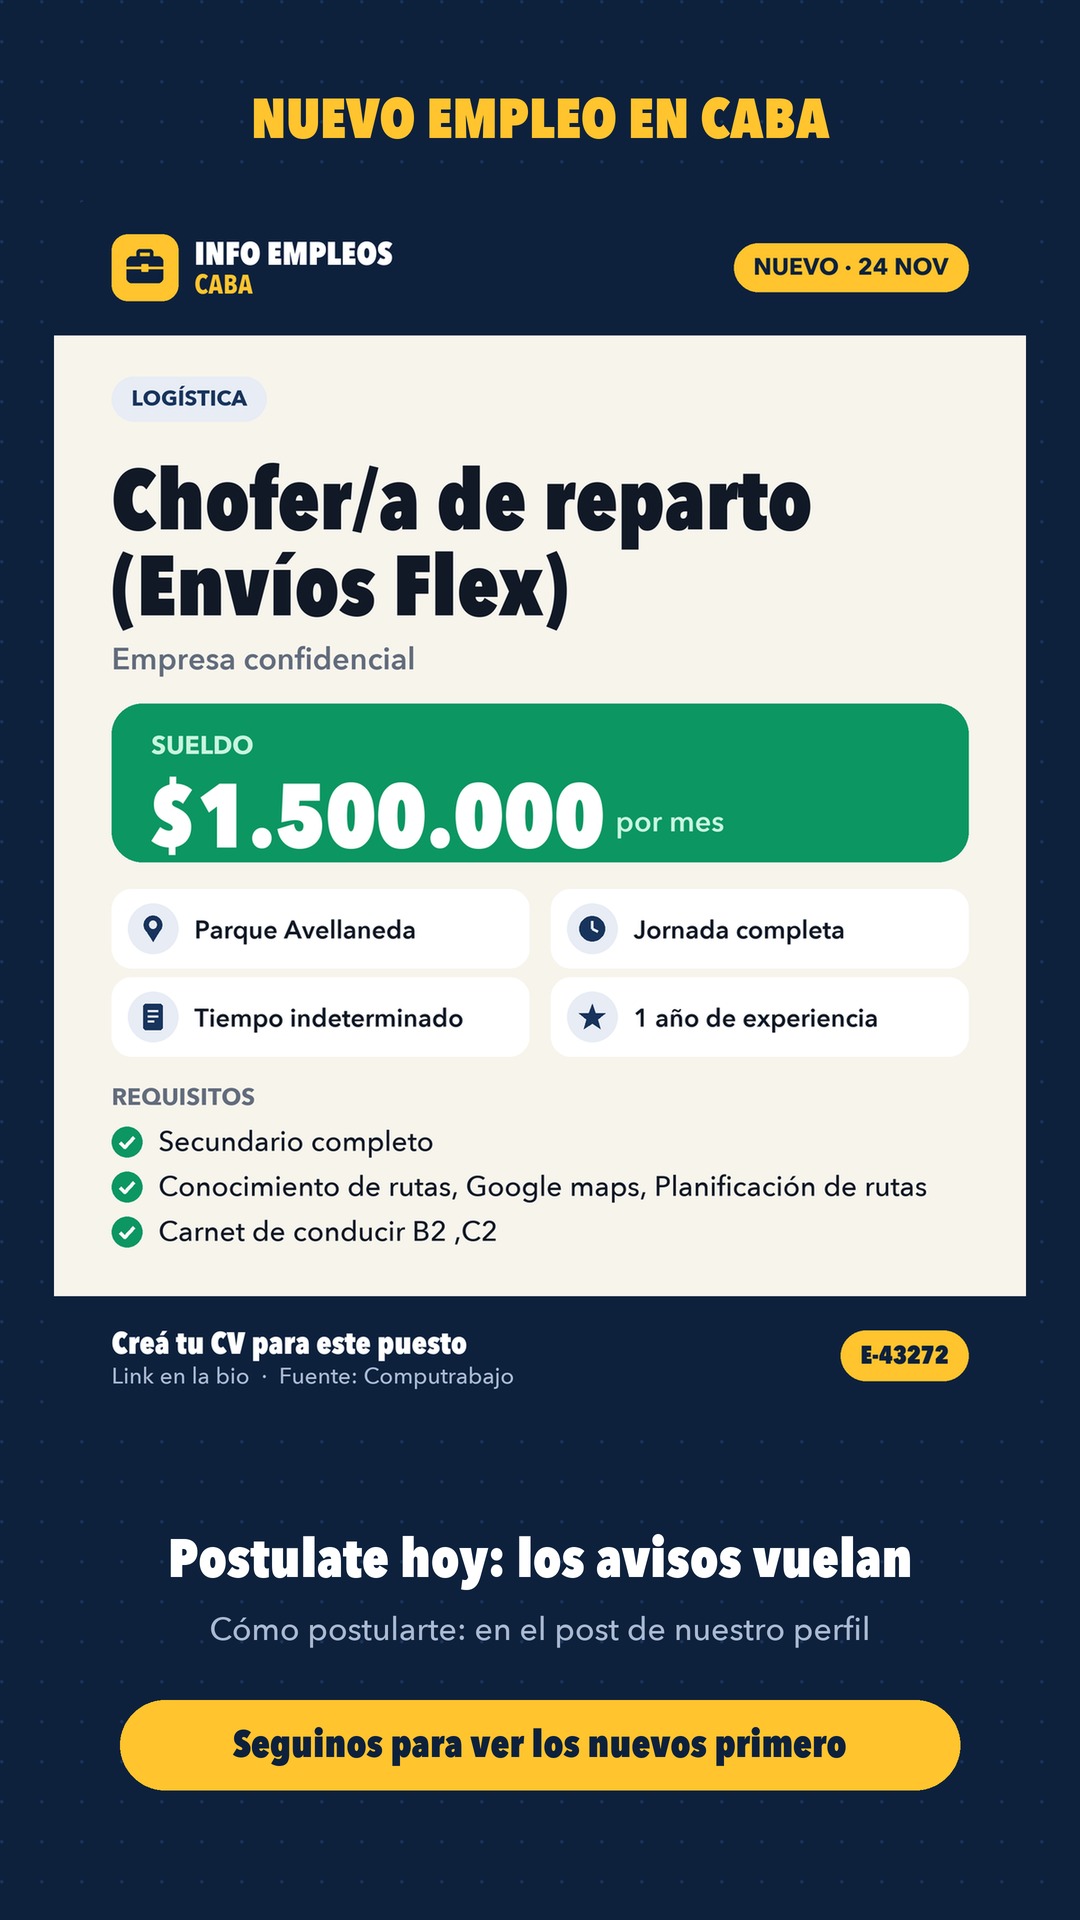 NUEVO EMPLEO EN CABA
INFO EMPLEOS
CABA
NUEVO · 24 NOV
LOGÍSTICA
Chofer/a de reparto
(Envíos Flex)
Empresa confidencial
SUELDO
$1.500.000 por mes
Parque Avellaneda
Jornada completa
Tiempo indeterminado
1 año de experiencia
REQUISITOS
Secundario completo
Conocimiento de rutas, Google maps, Planificación de rutas
Carnet de conducir B2 ,C2
Creá tu CV para este puesto
Link en la bio · Fuente: Computrabajo
E-43272
Postulate hoy: los avisos vuelan
Cómo postularte: en el post de nuestro perfil
Seguinos para ver los nuevos primero